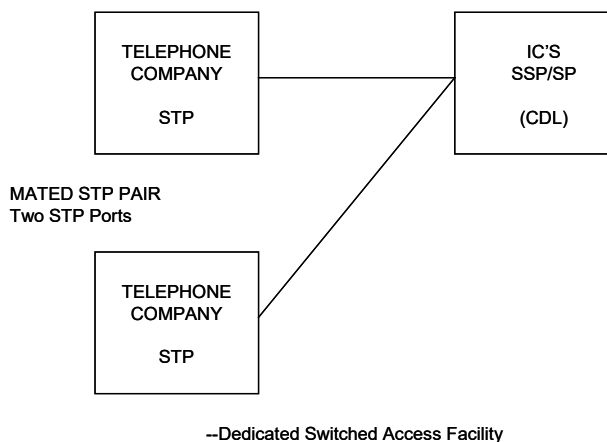 TELEPHONE
COMPANY
STP
IC'S
SSP/SP
(CDL)
MATED STP PAIR
Two STP Ports
TELEPHONE
COMPANY
STP
--Dedicated Switched Access Facility